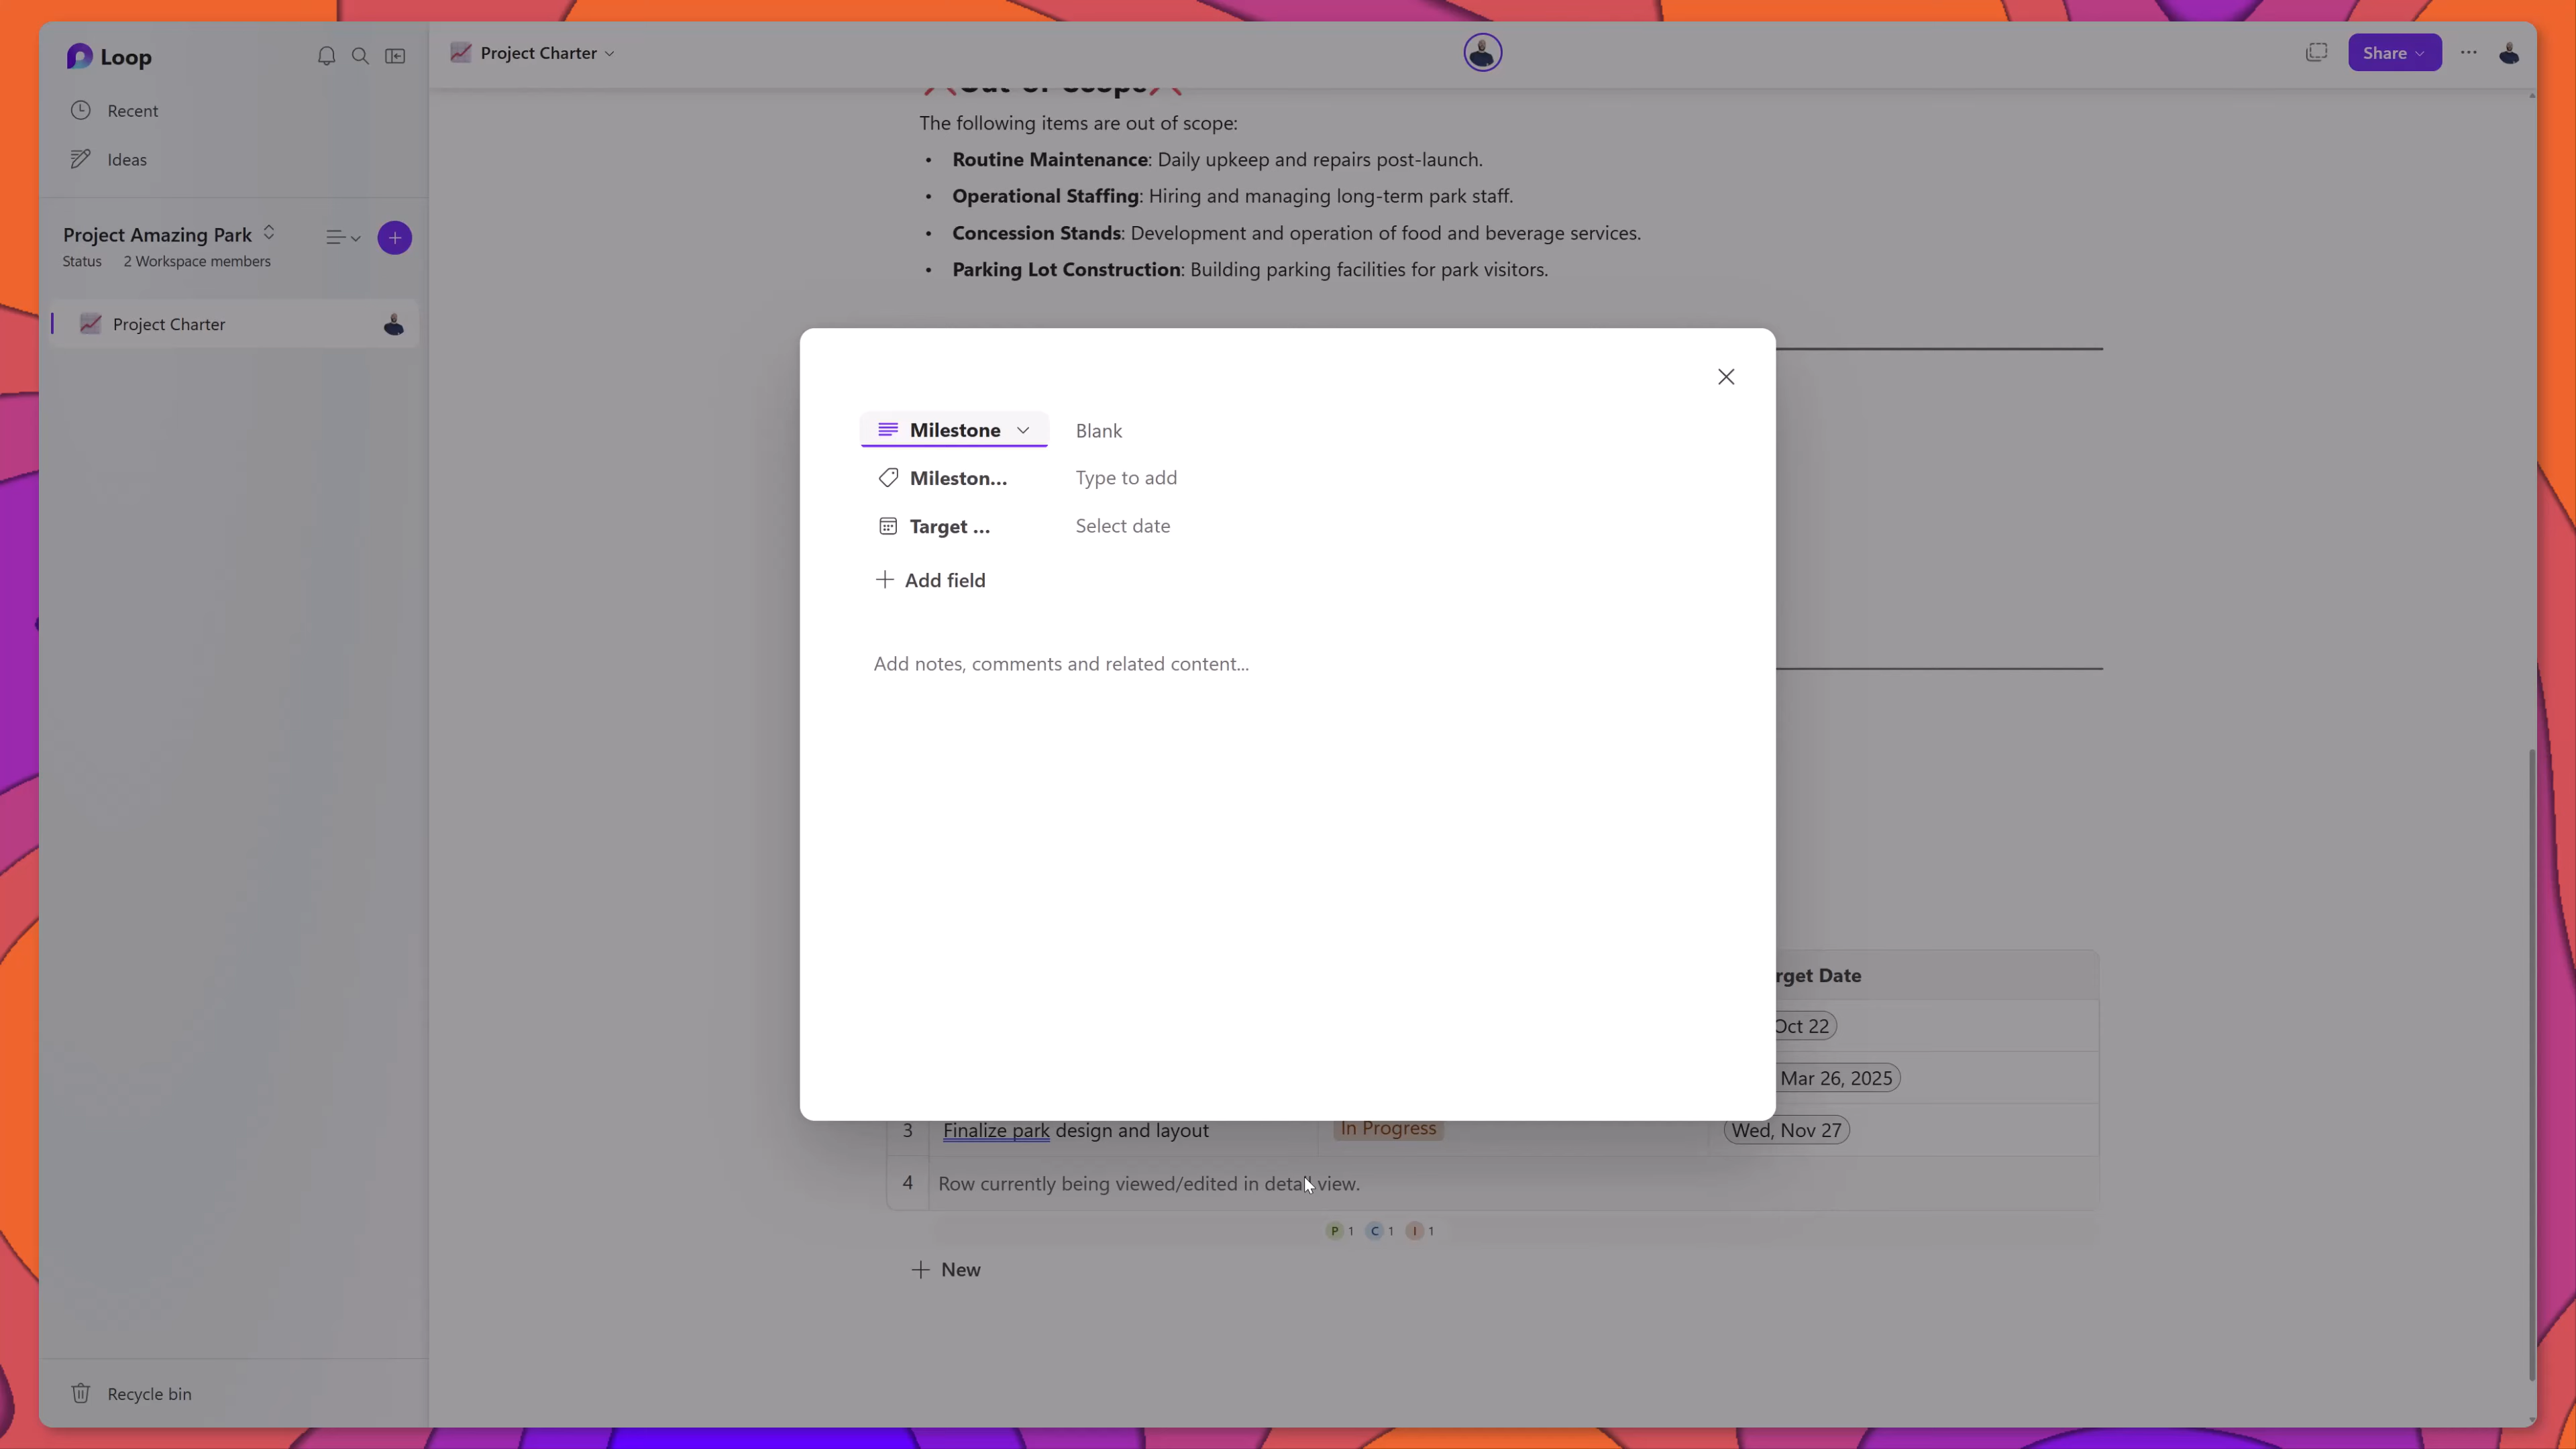 Loop
Recent
Ideas
Project Amazing Park
Status 2 Workspace members
Project Charter
Recycle bin
Project Charter
Share
Out-of-Scope
The following items are out of scope:
• Routine Maintenance: Daily upkeep and repairs post-launch.
• Operational Staffing: Hiring and managing long-term park staff.
• Concession Stands: Development and operation of food and beverage services.
• Parking Lot Construction: Building parking facilities for park visitors.
Milestone Blank
Mileston... Type to add
Target ... Select date
Add field
Add notes, comments and related content...
rget Date
Oct 22
Mar 26, 2025
3 Finalize park design and layout In Progress Wed, Nov 27
4 Row currently being viewed/edited in detail view.
P 1 C 1 I 1
New